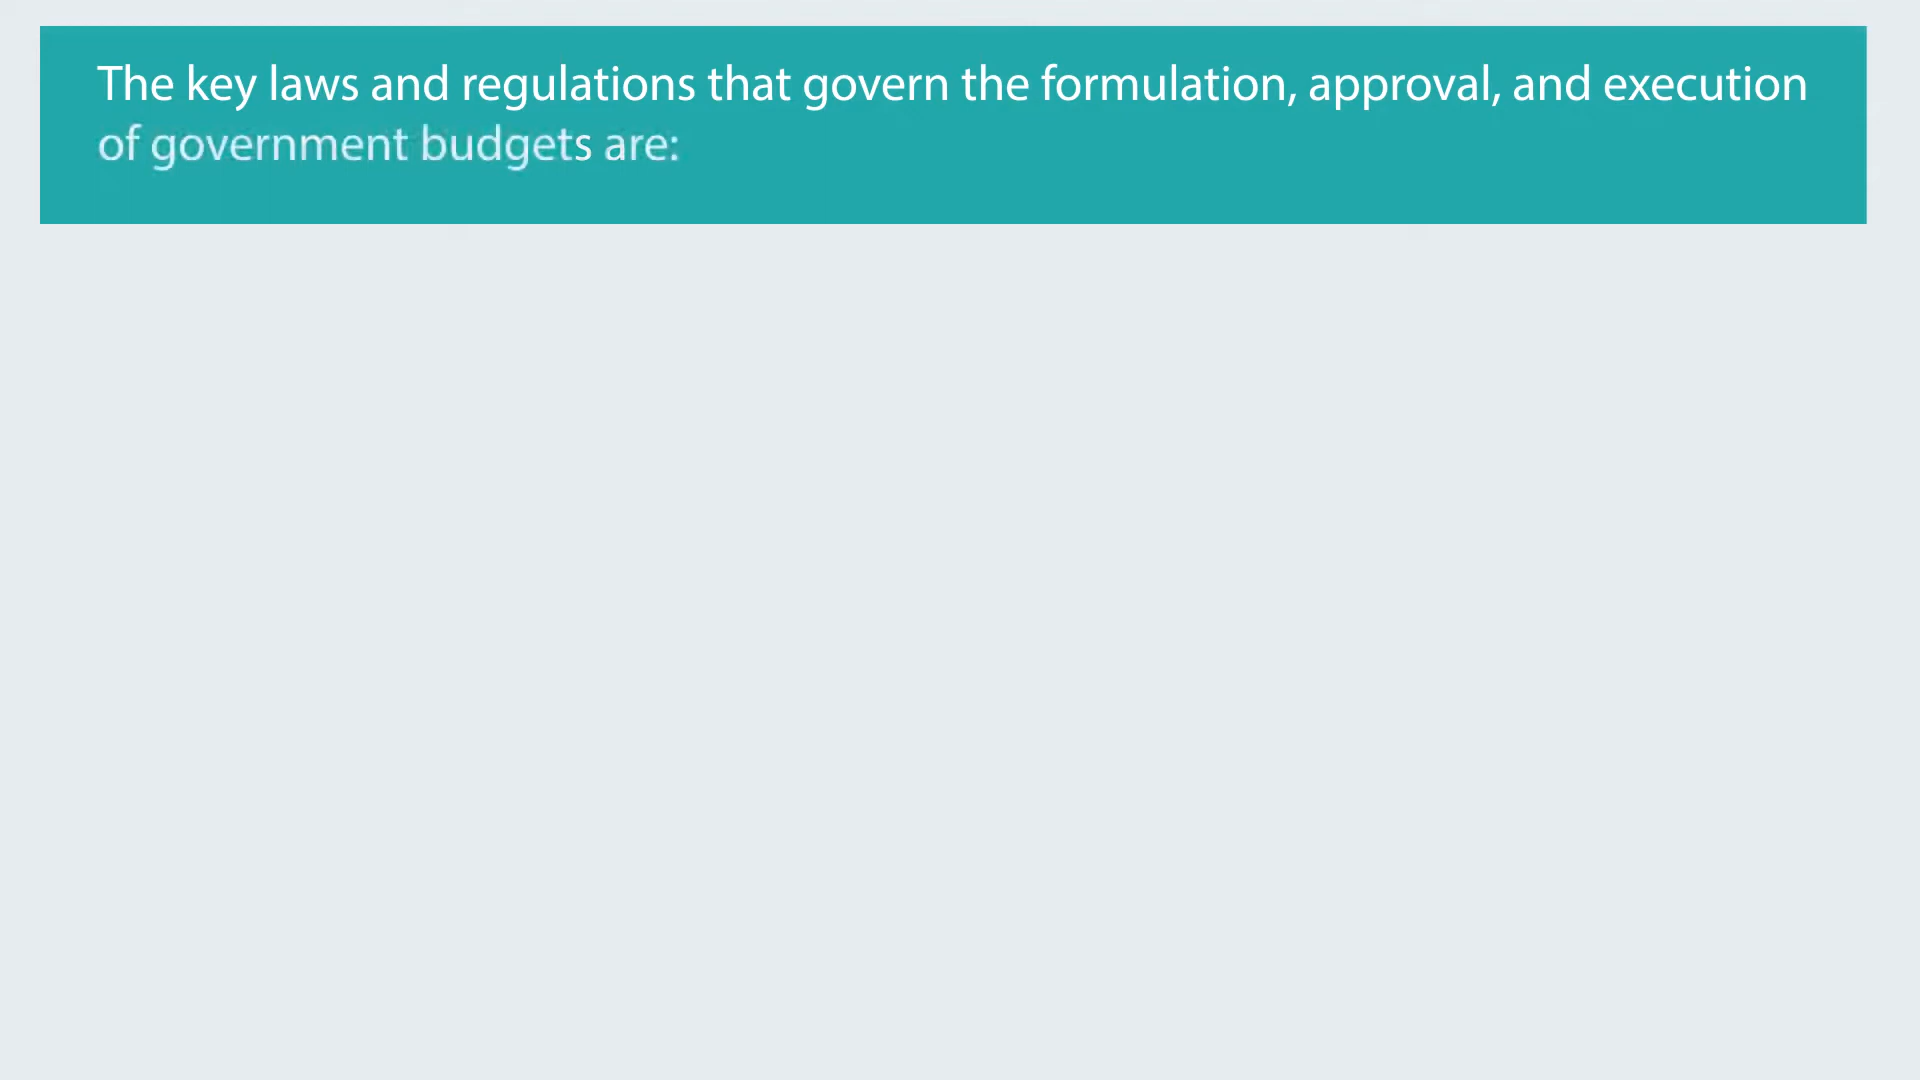 The key laws and regulations that govern the formulation, approval, and execution
of government budgets are: